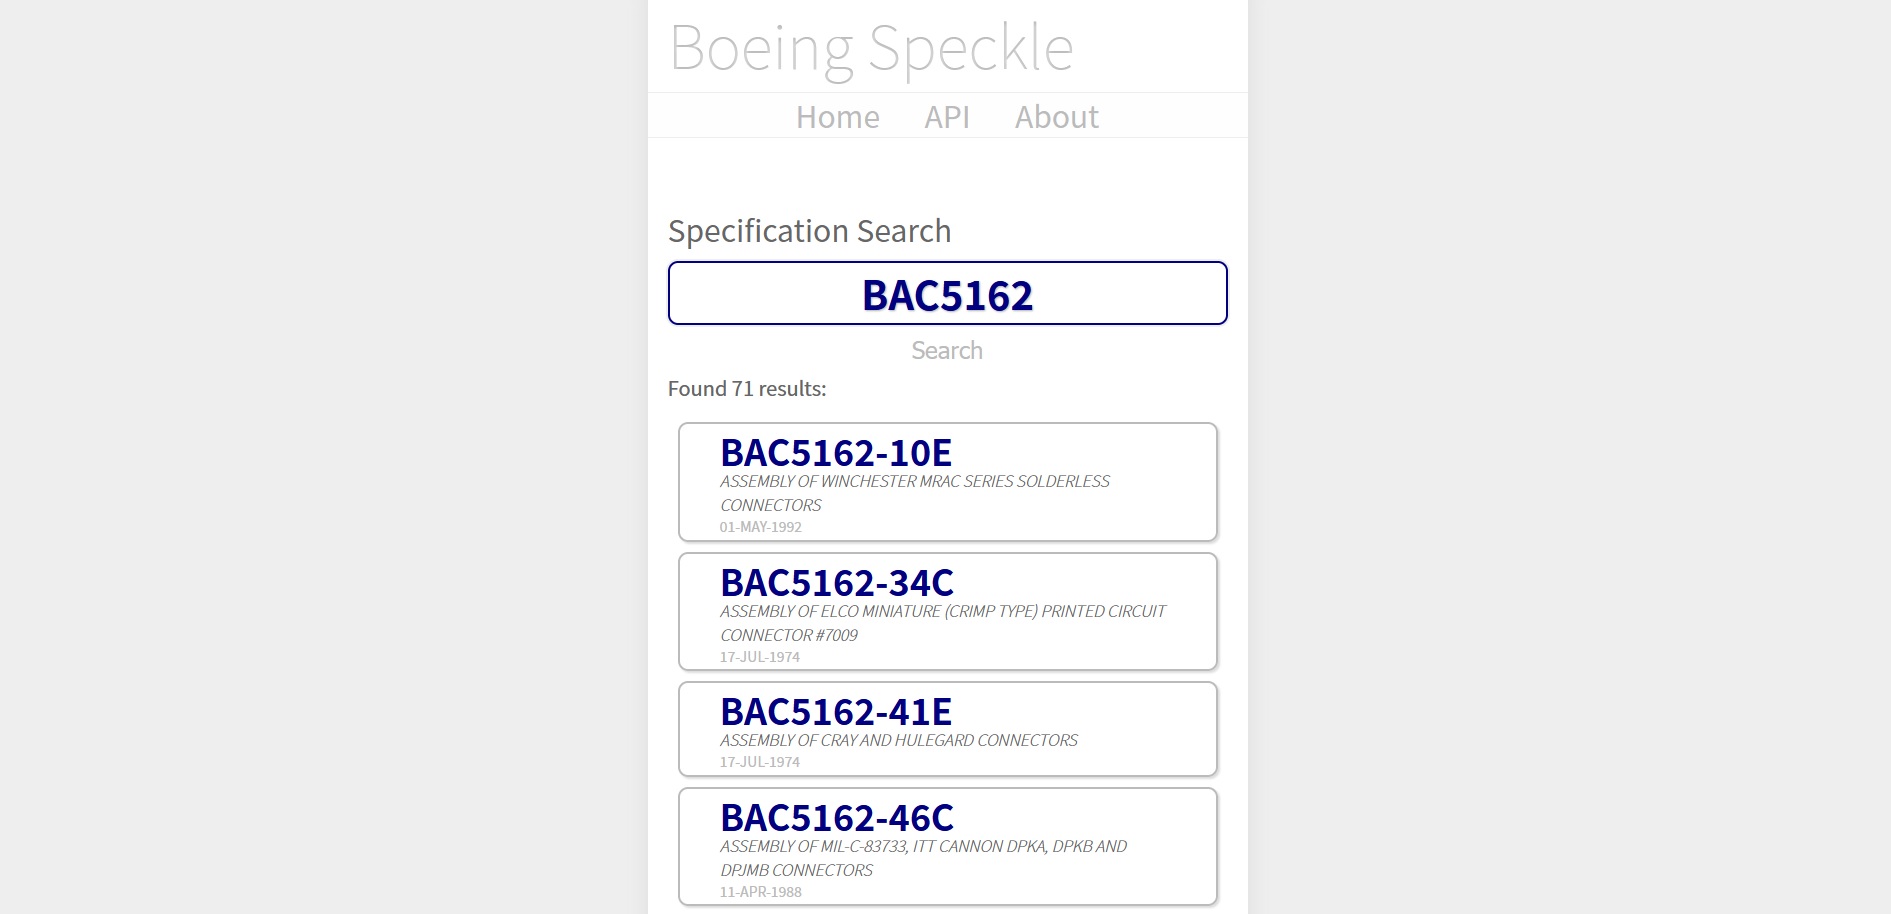 Boeing Speckle
Home API About
Specification Search
BAC5162
Search
Found 71 results:
BAC5162-10E
ASSEMBLY OF WINCHESTER MRAC SERIES SOLDERLESS
CONNECTORS
01-MAY-1992
BAC5162-34C
ASSEMBLY OF ELCO MINIATURE (CRIMP TYPE) PRINTED CIRCUIT
CONNECTOR #7009
17-JUL-1974
BAC5162-41E
ASSEMBLY OF CRAY AND HULEGARD CONNECTORS
17-JUL-1974
BAC5162-46C
ASSEMBLY OF MIL-C-83733, ITT CANNON DPKA, DPKB AND
DPJMB CONNECTORS
11-APR-1988